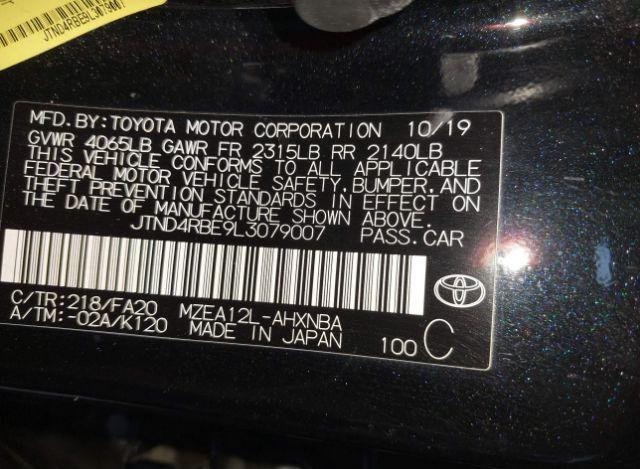 JTND4RBE9L3079007
MFD. BY: TOYOTA MOTOR CORPORATION 10/19
GVWR 4065LB GAWR FR 2315LB RR 2140LB
THIS VEHICLE CONFORMS TO ALL APPLICABLE
FEDERAL MOTOR VEHICLE SAFETY, BUMPER, AND
THEFT PREVENTION STANDARDS IN EFFECT ON
THE DATE OF MANUFACTURE SHOWN ABOVE.
JTND4RBE9L3079007 PASS.CAR
C/TR: 218/FA20 MZEA12L-AHXNBA
A/TM: -02A/K120 MADE IN JAPAN
100 C